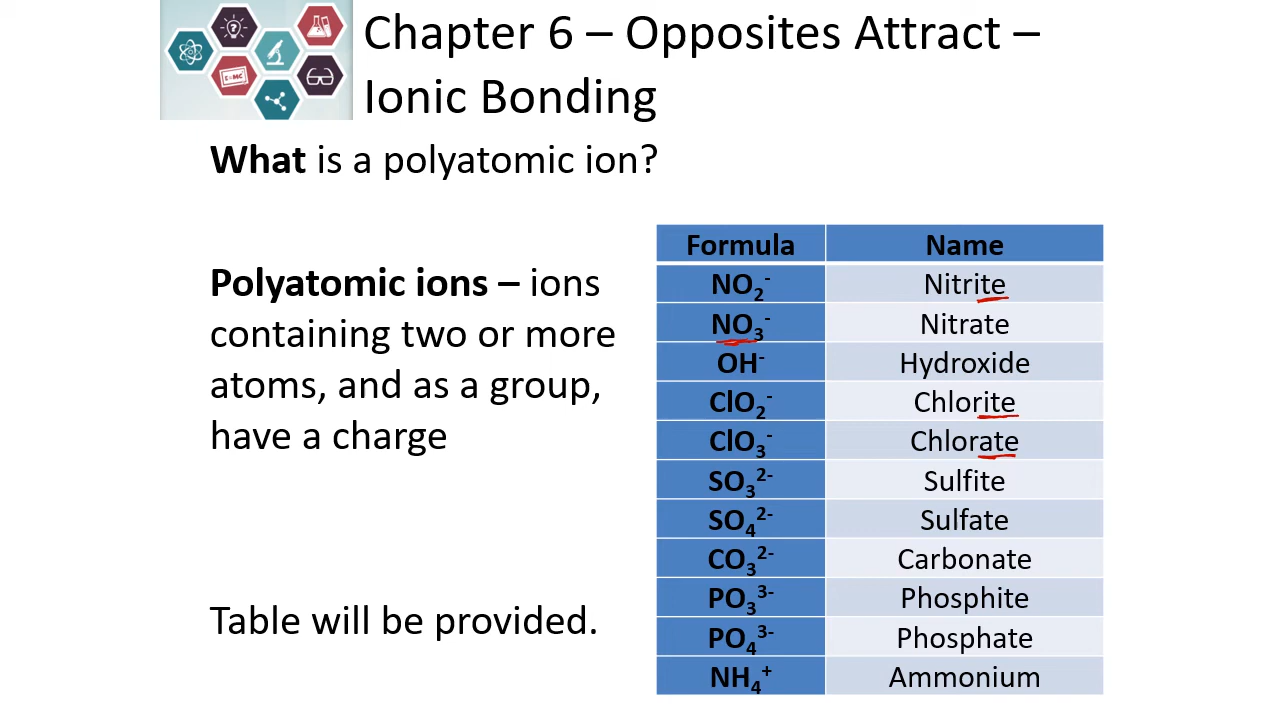 Chapter 6 – Opposites Attract –
Ionic Bonding
What is a polyatomic ion?
Polyatomic ions – ions
containing two or more
atoms, and as a group,
have a charge
Table will be provided.
Formula Name
NO₂⁻ Nitrite
NO₃⁻ Nitrate
OH⁻ Hydroxide
ClO₂⁻ Chlorite
ClO₃⁻ Chlorate
SO₃²⁻ Sulfite
SO₄²⁻ Sulfate
CO₃²⁻ Carbonate
PO₃³⁻ Phosphite
PO₄³⁻ Phosphate
NH₄⁺ Ammonium